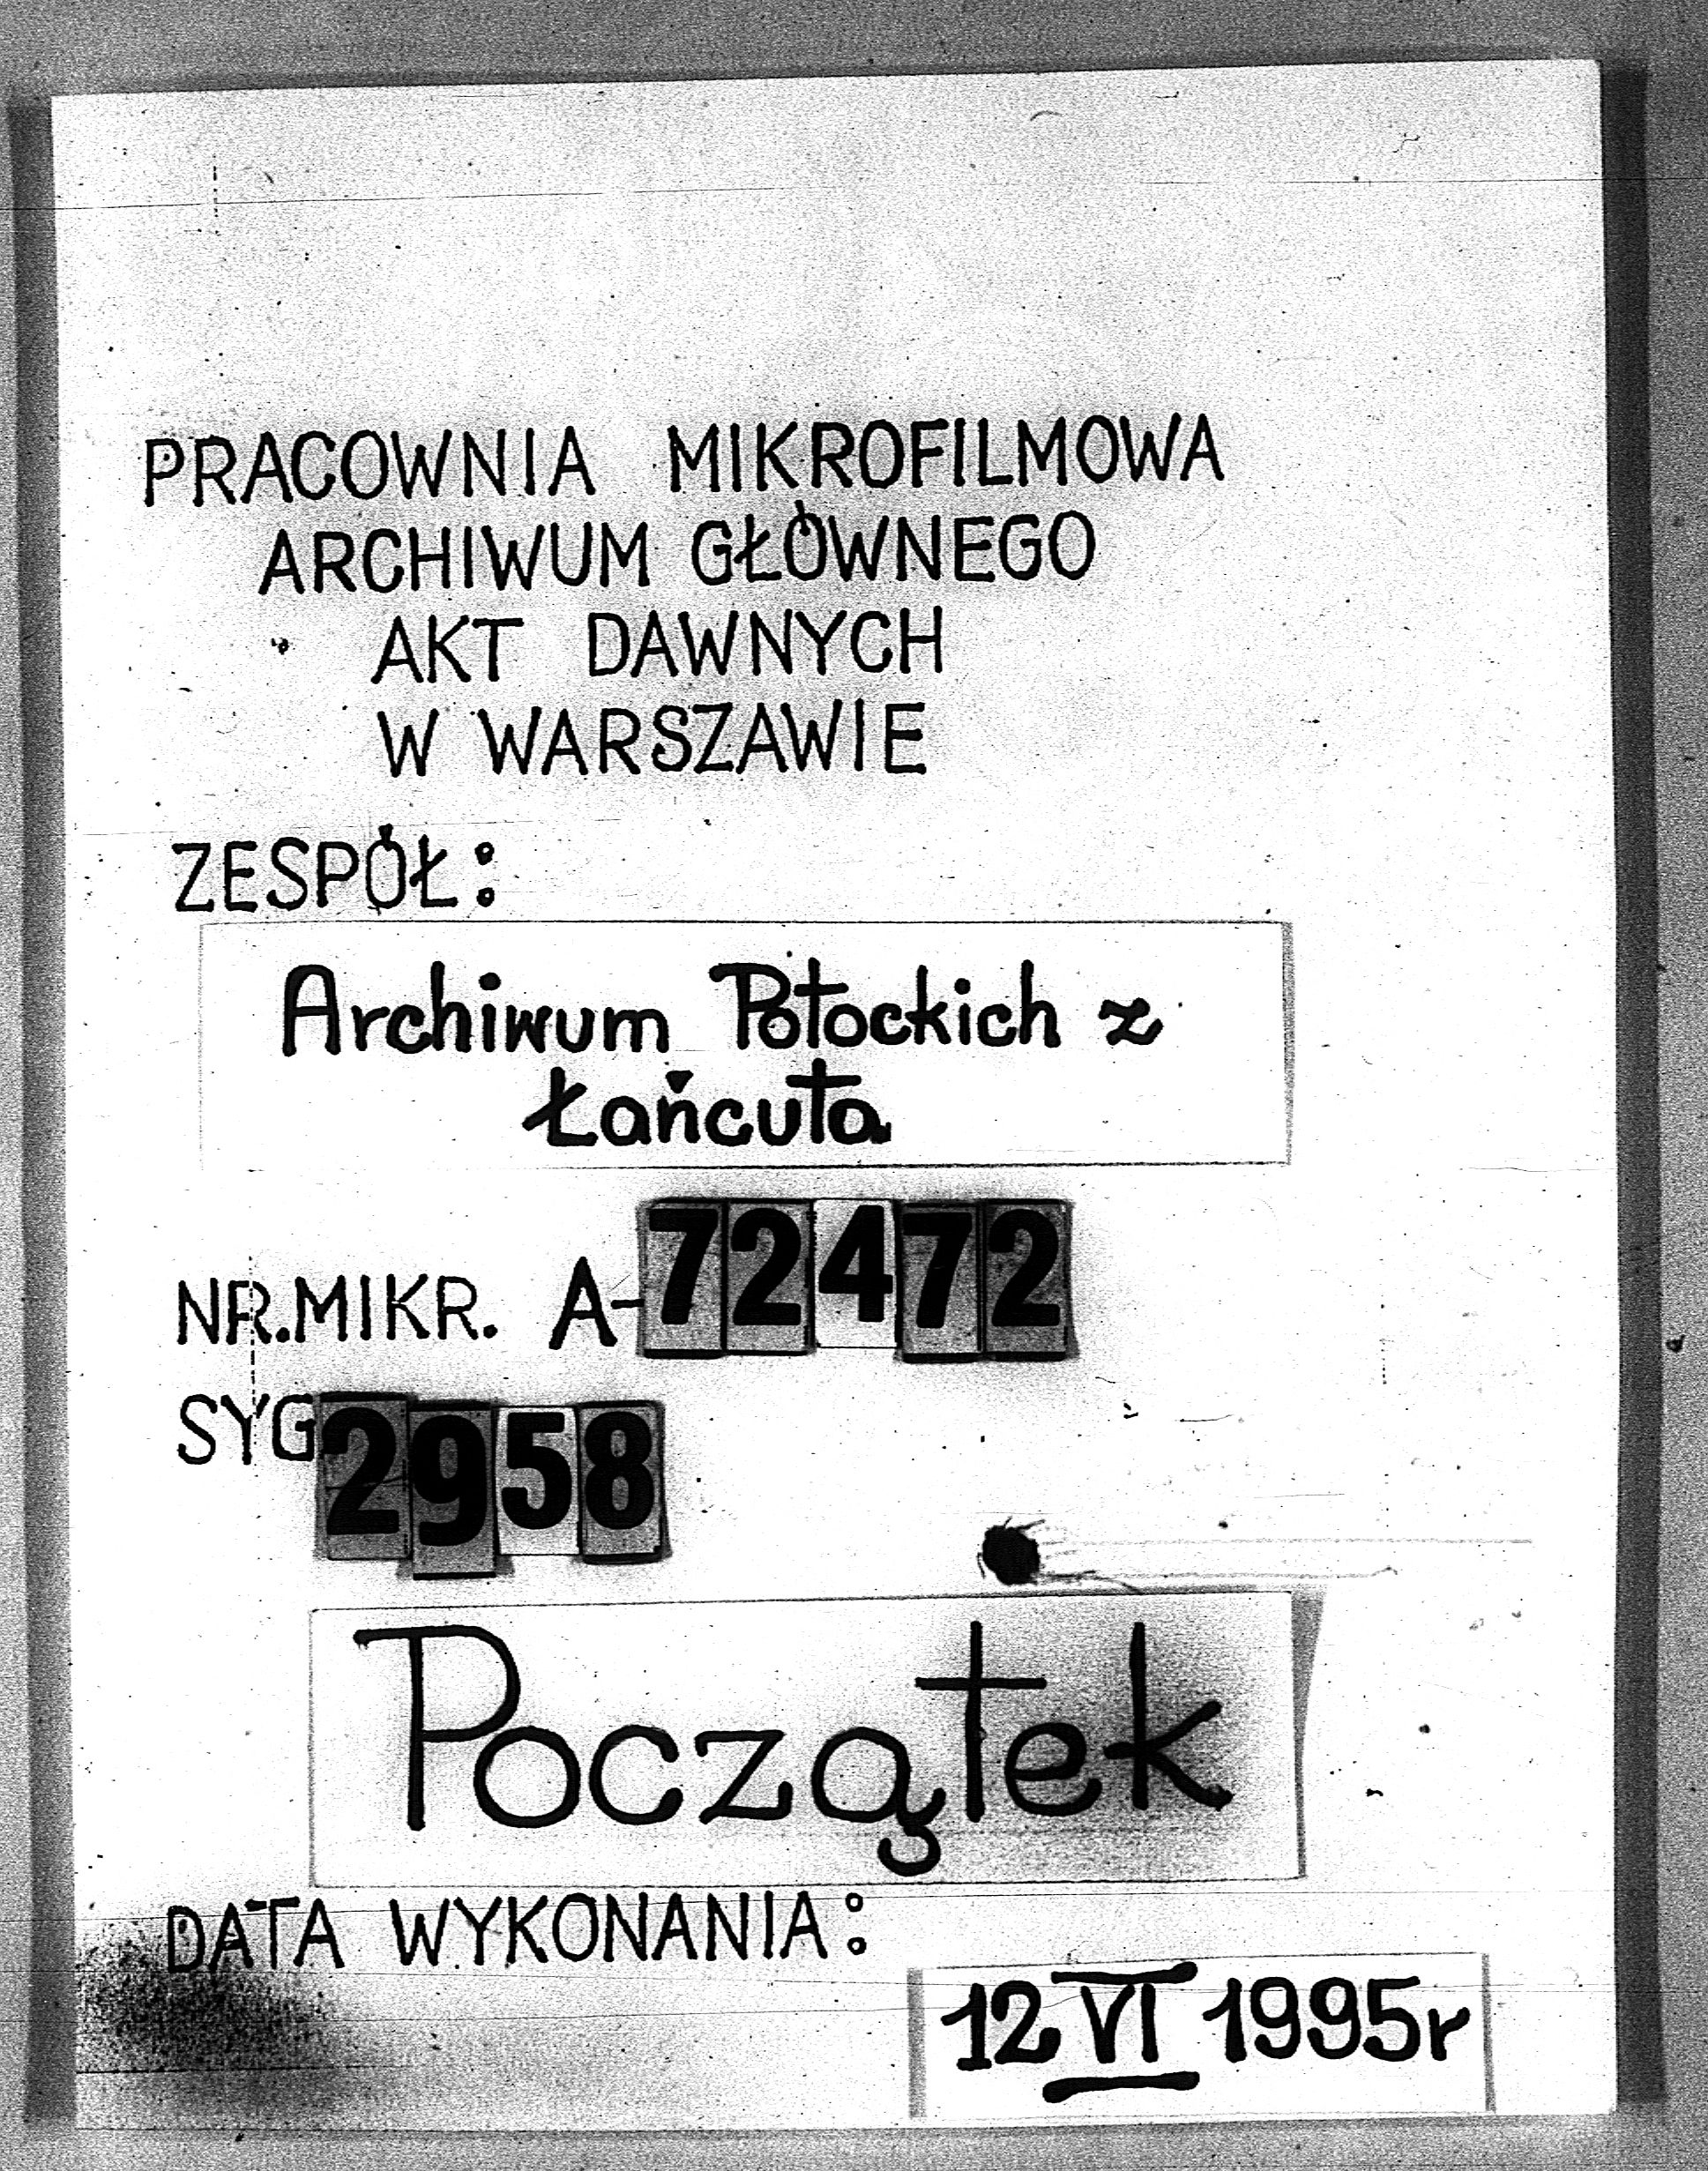 PRACOWNIA MIKROFILMOWA
ARCHIWUM GŁÓWNEGO
AKT DAWNYCH
W WARSZAWIE
ZESPÓŁ:
Archiwum Potockich z
Łańcuta
NR.MIKR. A-72472
SYG 2958
Początek
DATA WYKONANIA:
12 VI 1995r